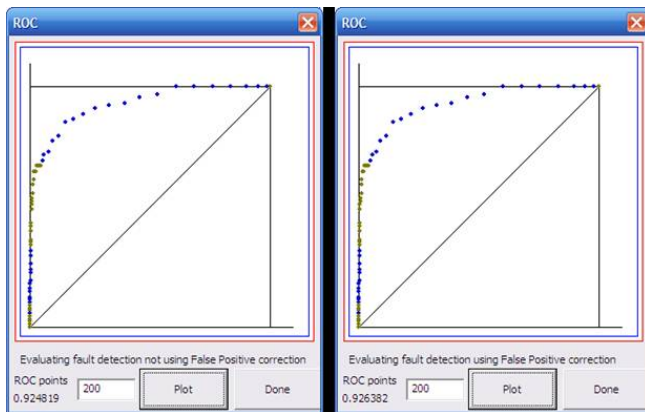 ROC
Evaluating fault detection not using False Positive correction
ROC points
200
Plot
Done
0.924819
ROC
Evaluating fault detection using False Positive correction
ROC points
200
Plot
Done
0.926382